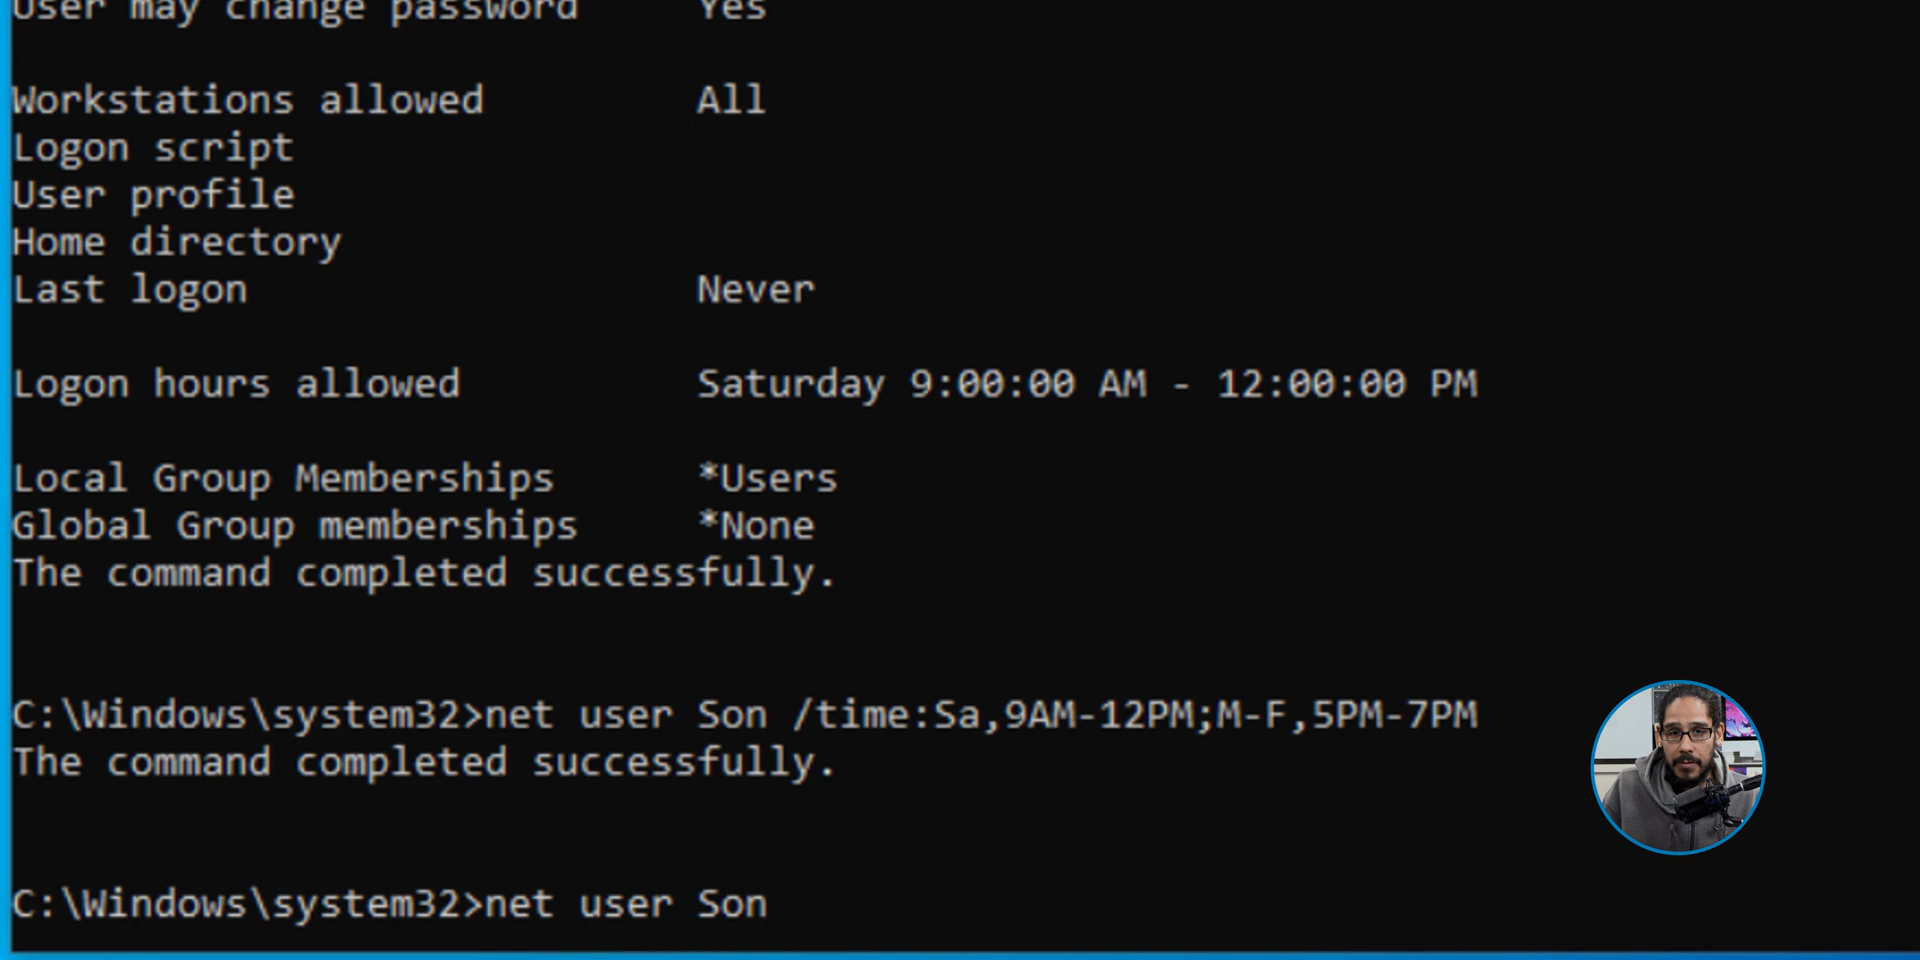 User may change password Yes
Workstations allowed All
Logon script
User profile
Home directory
Last logon Never
Logon hours allowed Saturday 9:00:00 AM - 12:00:00 PM
Local Group Memberships *Users
Global Group memberships *None
The command completed successfully.
C:\Windows\system32>net user Son /time:Sa,9AM-12PM;M-F,5PM-7PM
The command completed successfully.
C:\Windows\system32>net user Son